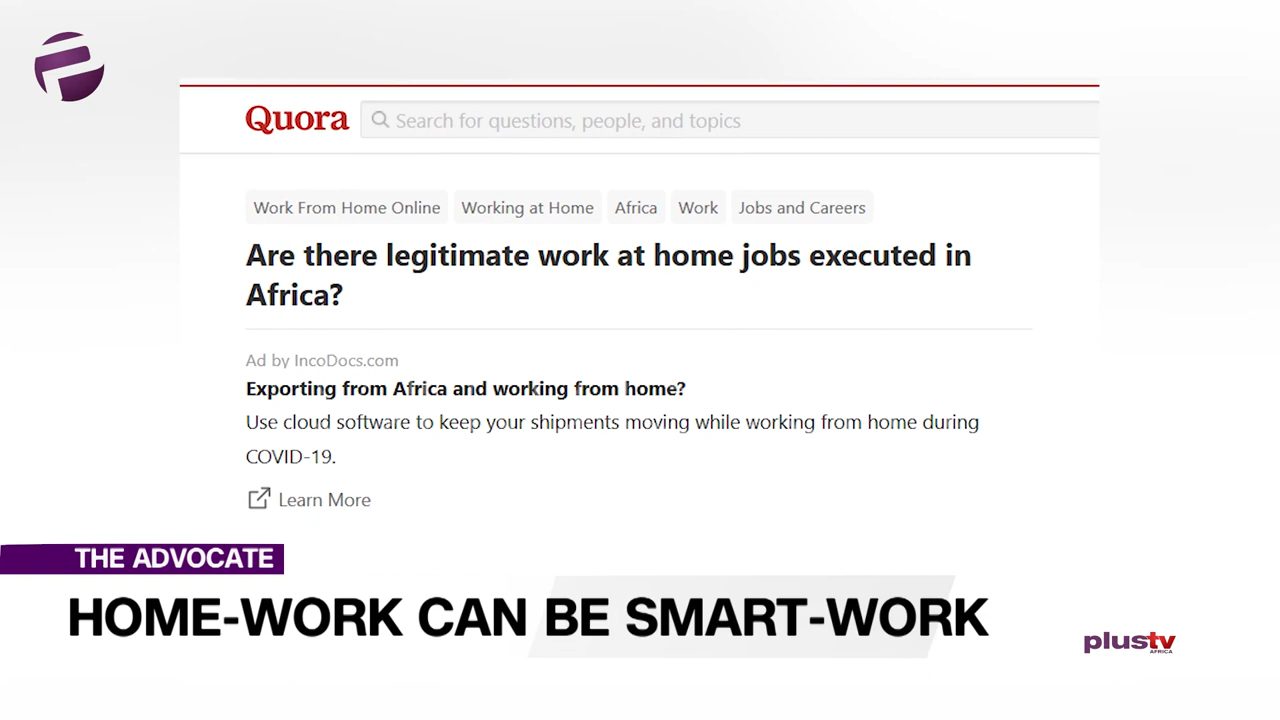 Quora
Search for questions, people, and topics
Work From Home Online Working at Home Africa Work Jobs and Careers
Are there legitimate work at home jobs executed in
Africa?
Ad by IncoDocs.com
Exporting from Africa and working from home?
Use cloud software to keep your shipments moving while working from home during
COVID-19.
Learn More
THE ADVOCATE
HOME-WORK CAN BE SMART-WORK
plustv
AFRICA